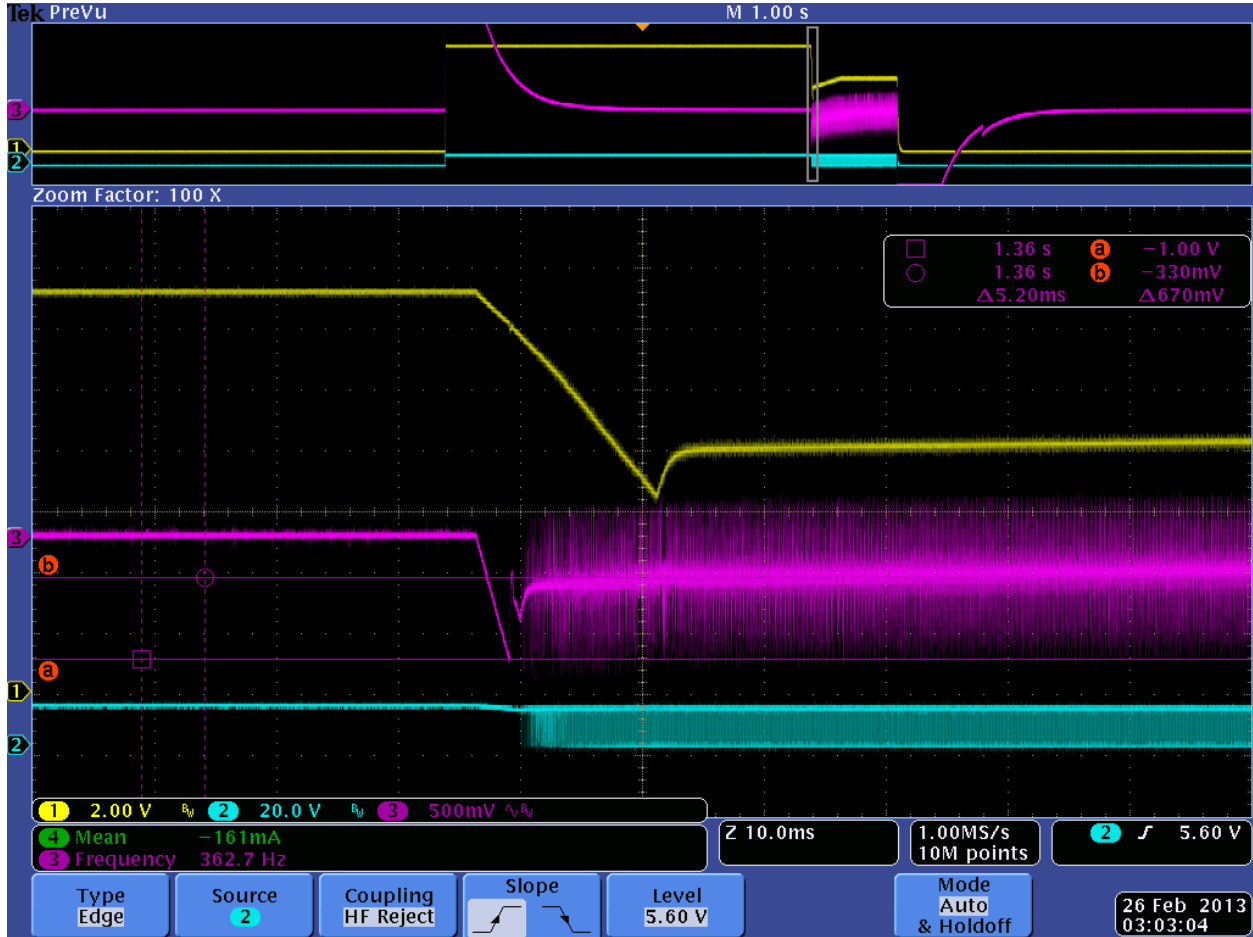 Tek PreVu M 1.00 s
3
1
2
Zoom Factor: 100 X
1.36 s a −1.00 V
1.36 s b −330mV
Δ5.20ms Δ670mV
3
b
a
1
2
1 2.00 V BW 2 20.0 V BW 3 500mV ∿BW
4 Mean −161mA
3 Frequency 362.7 Hz
Z 10.0ms
1.00MS/s
10M points
2 5.60 V
Type
Edge
Source
2
Coupling
HF Reject
Slope
Level
5.60 V
Mode
Auto
& Holdoff
26 Feb 2013
03:03:04